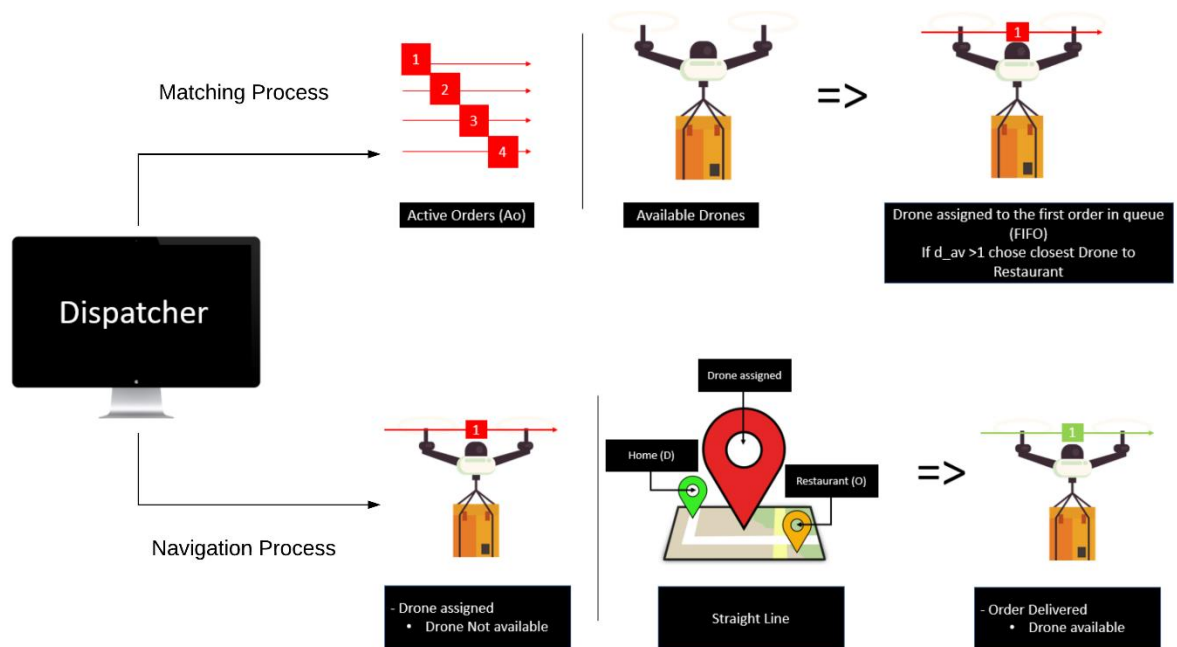 Matching Process
1
2
3
4
Active Orders (Ao)
Available Drones
=>
1
Drone assigned to the first order in queue
(FIFO)
If d_av >1 chose closest Drone to
Restaurant
Dispatcher
Navigation Process
1
- Drone assigned
• Drone Not available
Drone assigned
Home (D)
Restaurant (O)
Straight Line
=>
1
- Order Delivered
• Drone available